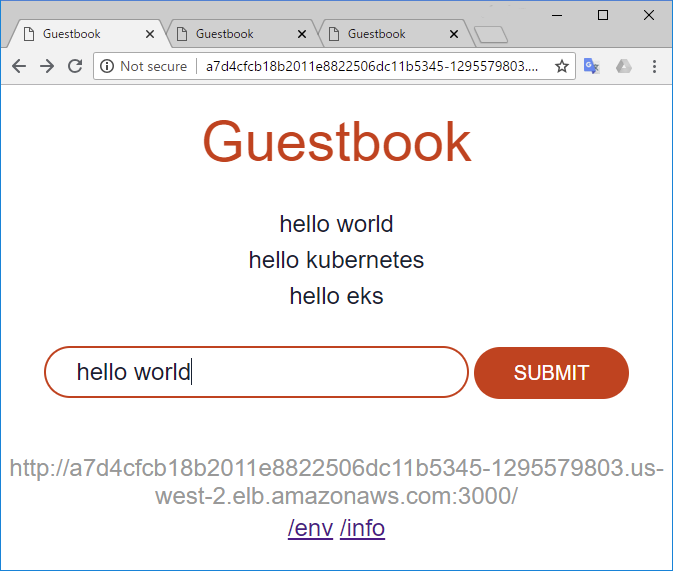 Guestbook
Guestbook
Guestbook
Not secure
a7d4cfcb18b2011e8822506dc11b5345-1295579803....
Guestbook
hello world
hello kubernetes
hello eks
hello world
SUBMIT
http://a7d4cfcb18b2011e8822506dc11b5345-1295579803.us-
west-2.elb.amazonaws.com:3000/
/env /info